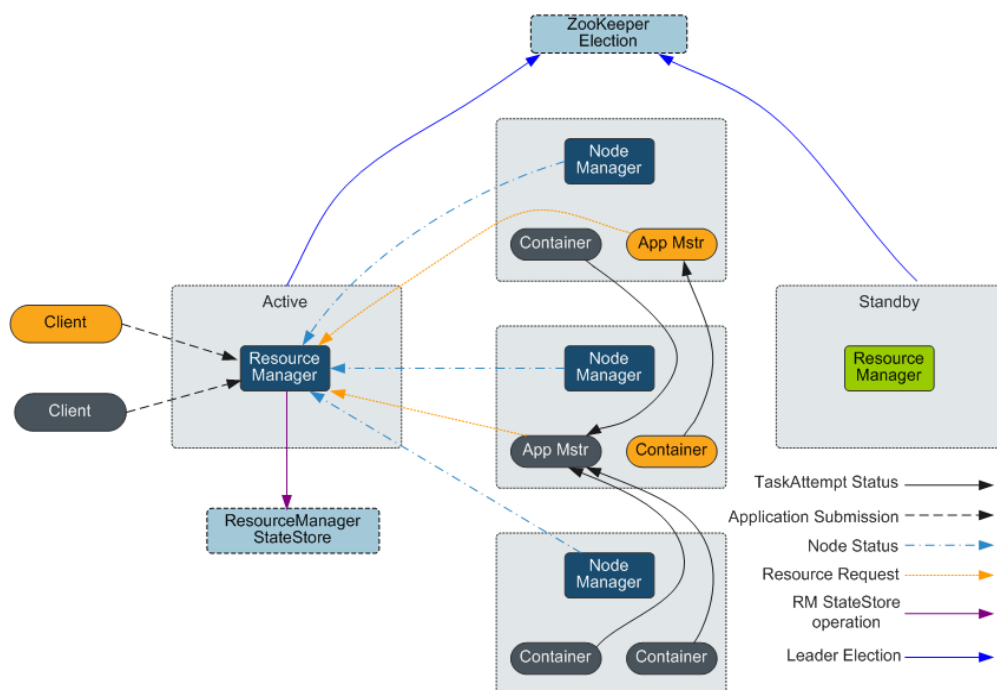 ZooKeeper
Election
Node
Manager
Container
App Mstr
Active
Standby
Client
Resource
Manager
Node
Manager
Resource
Manager
Client
App Mstr
Container
TaskAttempt Status
ResourceManager
StateStore
Application Submission
Node Status
Node
Manager
Resource Request
RM StateStore
operation
Container
Container
Leader Election